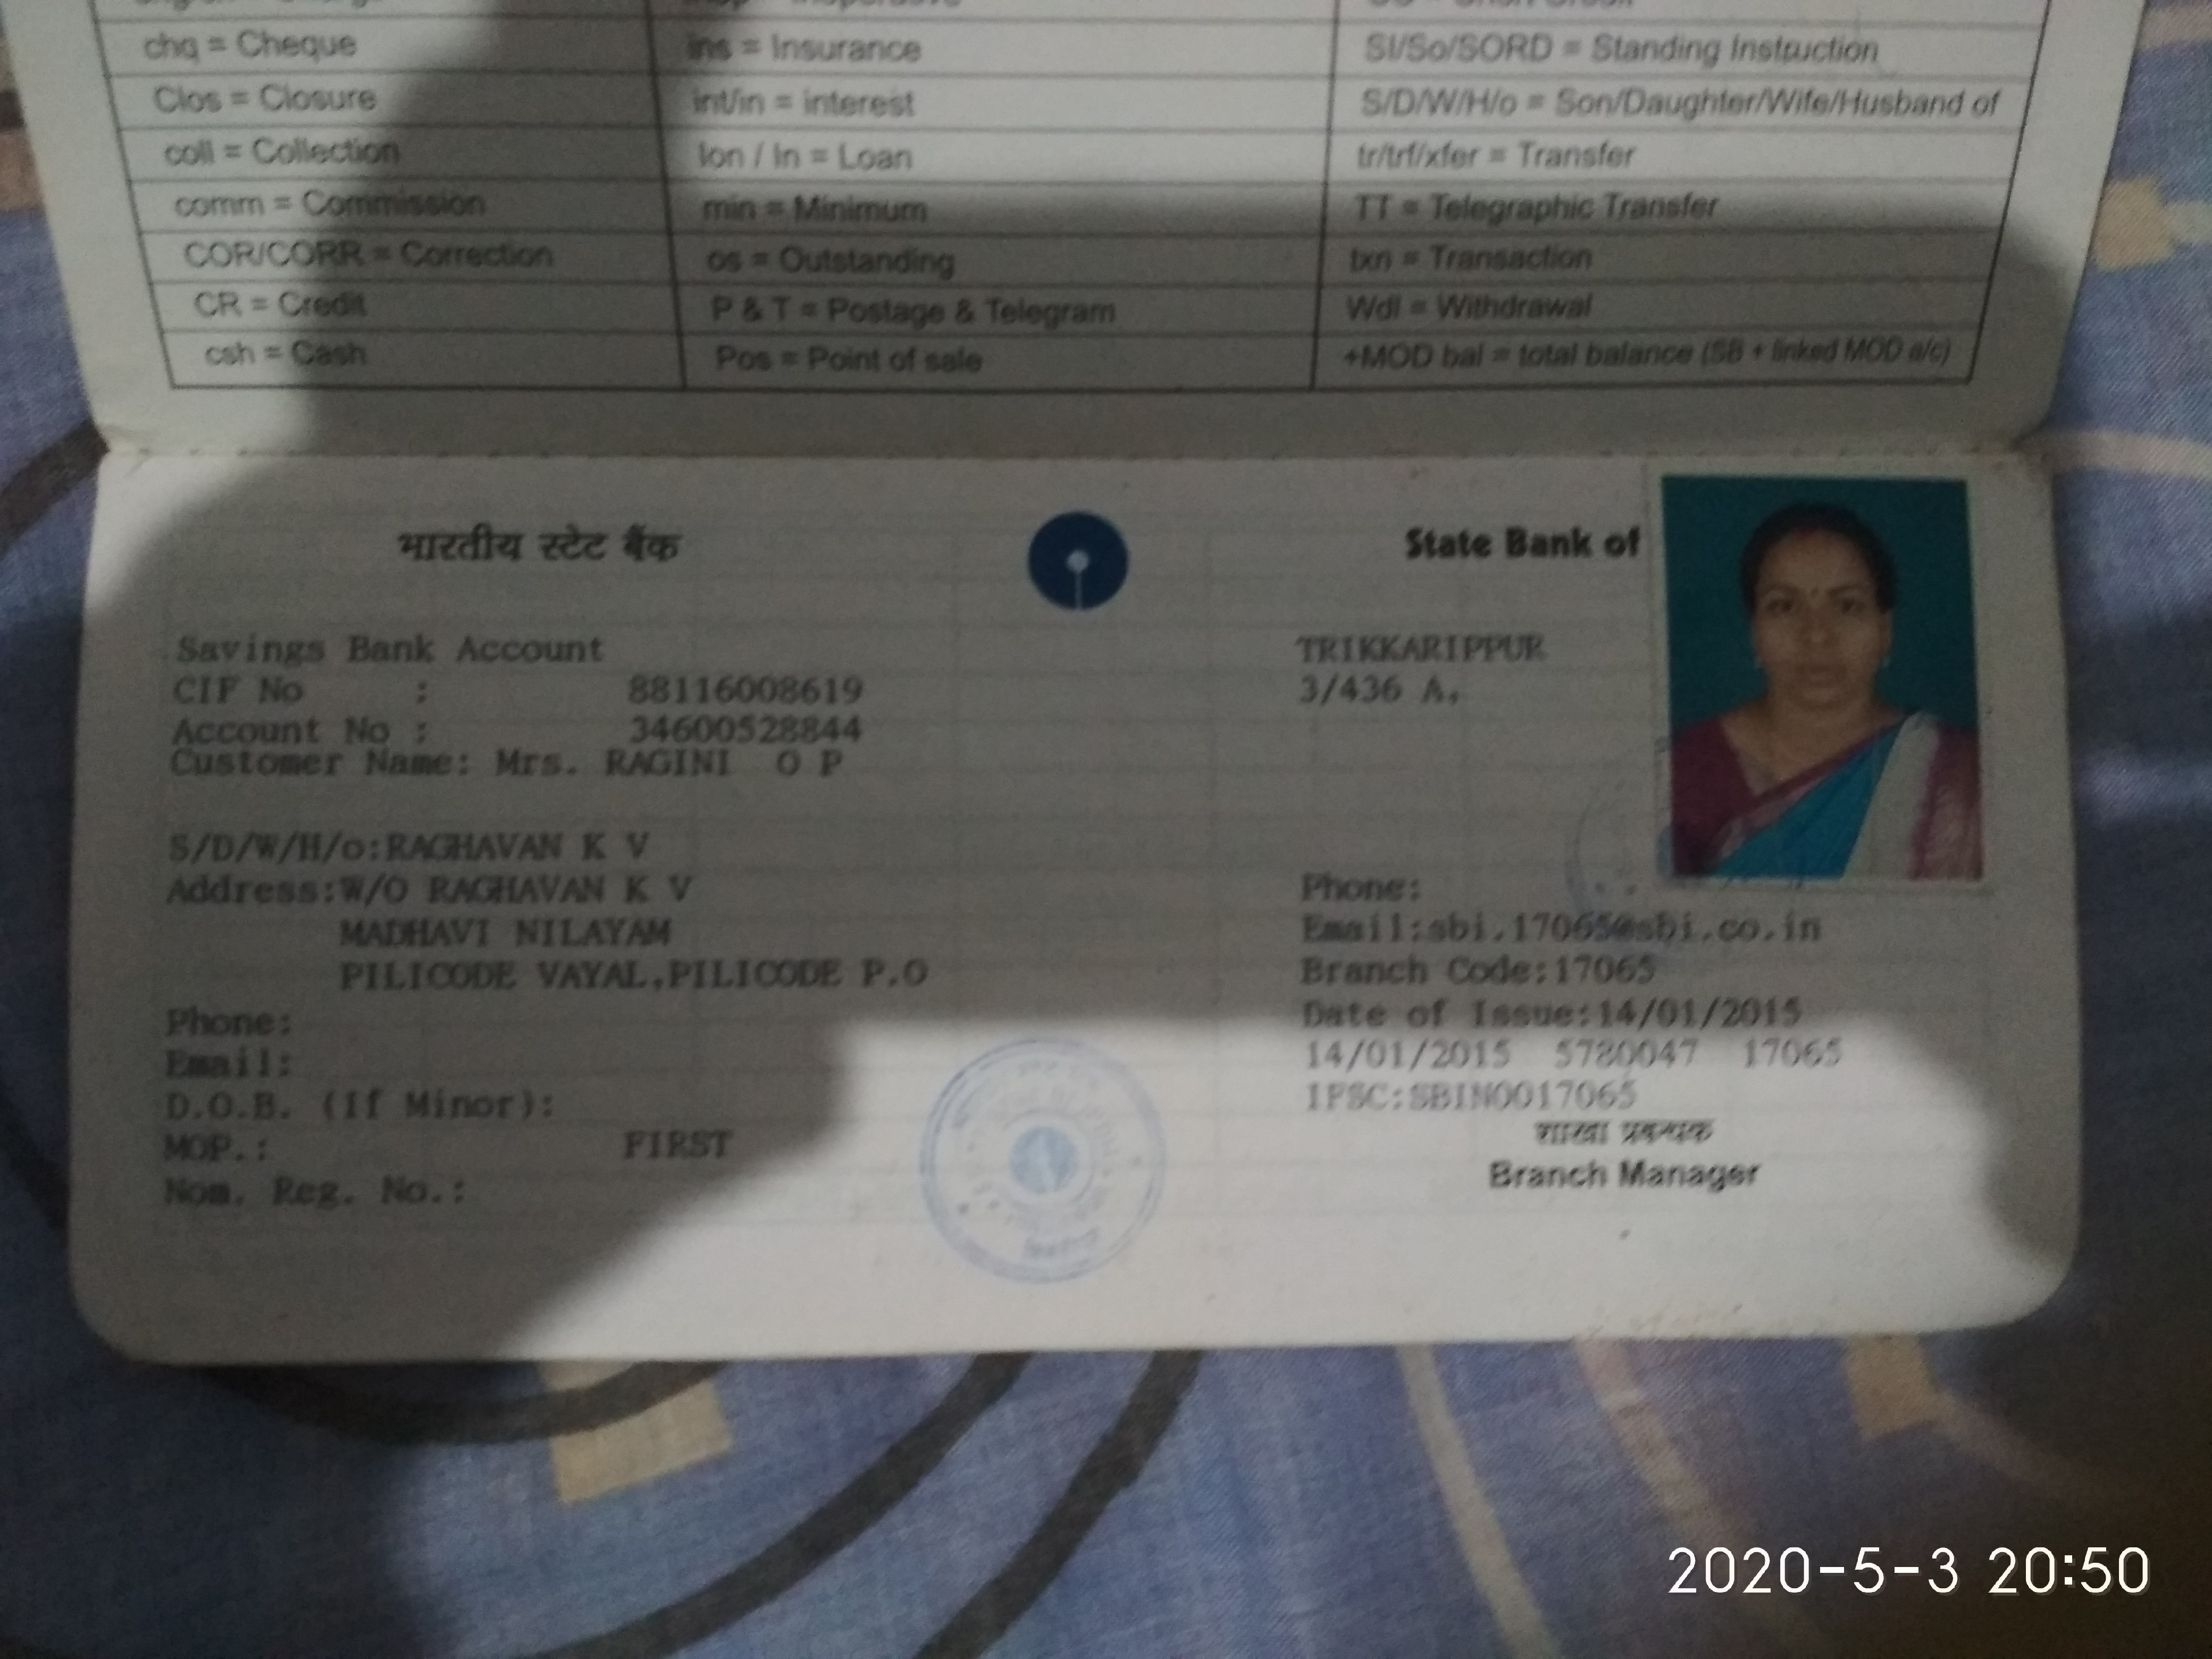 chq = Cheque
ins = Insurance
SI/So/SORD = Standing Instruction
Clos = Closure
int/in = interest
S/D/W/H/o = Son/Daughter/Wife/Husband of
coll = Collection
lon / ln = Loan
tr/trf/xfer = Transfer
comm = Commission
min = Minimum
TT = Telegraphic Transfer
COR/CORR = Correction
os = Outstanding
txn = Transaction
CR = Credit
P & T = Postage & Telegram
Wdl = Withdrawal
csh = Cash
Pos = Point of sale
+MOD bal = total balance (SB + linked MOD a/c)
भारतीय स्टेट बैंक
State Bank of
Savings Bank Account
CIF No : 88116008619
Account No : 34600528844
Customer Name: Mrs. RAGINI O P
S/D/W/H/o:RAGHAVAN K V
Address:W/O RAGHAVAN K V
MADHAVI NILAYAM
PILICODE VAYAL,PILICODE P.O
Phone:
Email:
D.O.B. (If Minor):
MOP.: FIRST
Nom. Reg. No.:
TRIKKARIPPUR
3/436 A,
Phone:
Email:sbi.17065@sbi.co.in
Branch Code:17065
Date of Issue:14/01/2015
14/01/2015 5780047 17065
IFSC:SBIN0017065
शाखा प्रबन्धक
Branch Manager
2020-5-3 20:50